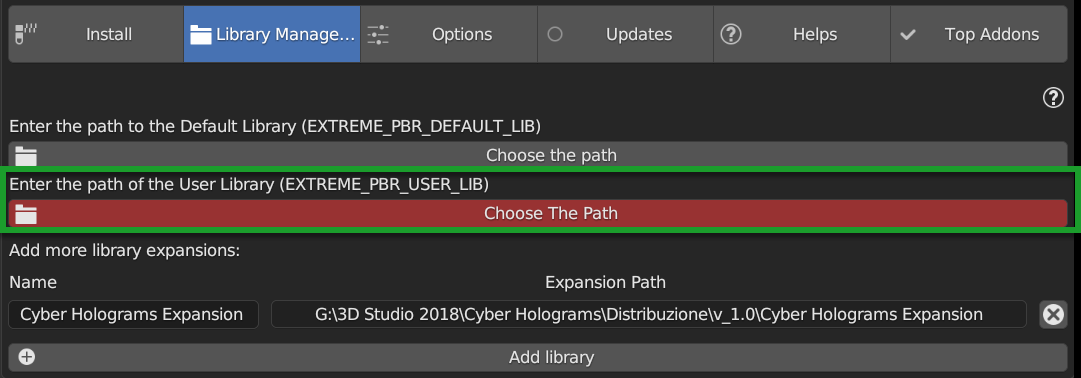 Install
Library Manage...
Options
Updates
Helps
Top Addons
Enter the path to the Default Library (EXTREME_PBR_DEFAULT_LIB)
Choose the path
Enter the path of the User Library (EXTREME_PBR_USER_LIB)
Choose The Path
Add more library expansions:
Name
Expansion Path
Cyber Holograms Expansion
G:\3D Studio 2018\Cyber Holograms\Distribuzione\v_1.0\Cyber Holograms Expansion
Add library